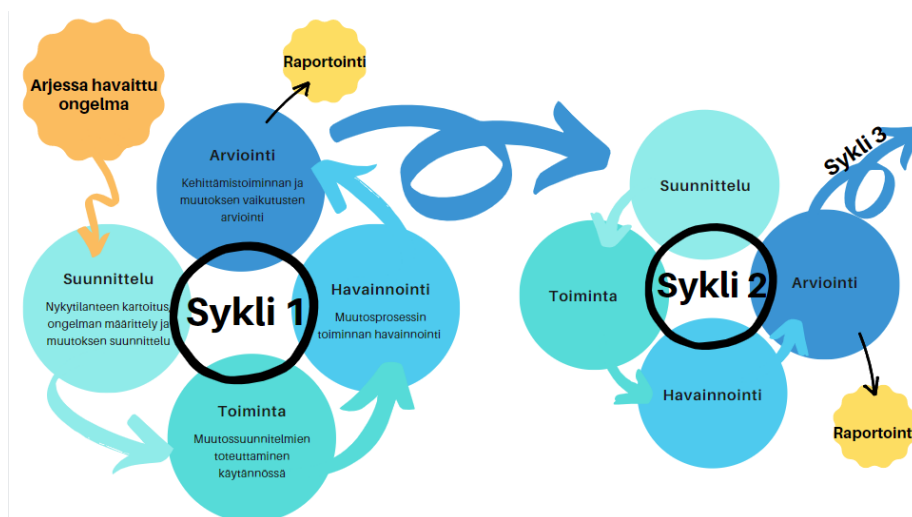 Arjessa havaittu
ongelma
Raportointi
Arviointi
Kehittämistoiminnan ja
muutoksen vaikutusten
arviointi
Suunnittelu
Nykytilanteen kartoitus,
ongelman määrittely ja
muutoksen suunnittelu
Sykli 1
Havainnointi
Muutosprosessin
toiminnan havainnointi
Toiminta
Muutossuunnitelmien
toteuttaminen
käytännössä
Suunnittelu
Toiminta
Sykli 2
Arviointi
Havainnointi
Sykli 3
Raportoint